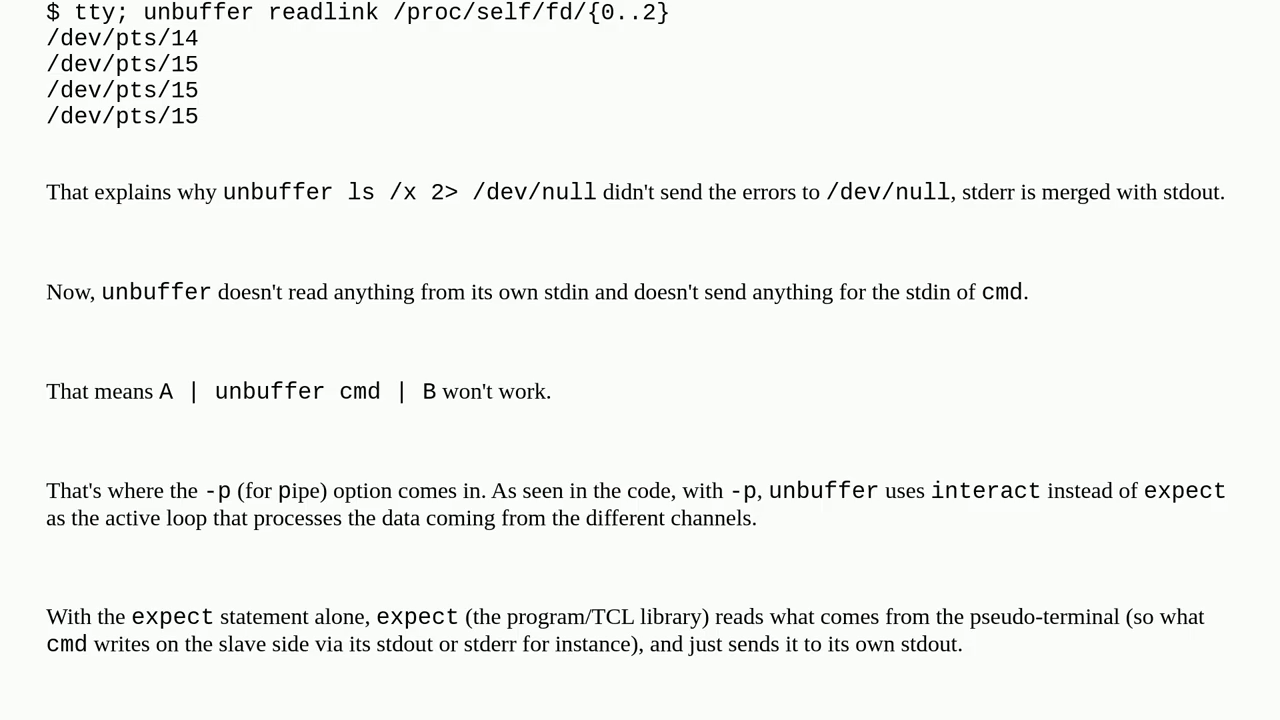 $ tty; unbuffer readlink /proc/self/fd/{0..2}
/dev/pts/14
/dev/pts/15
/dev/pts/15
/dev/pts/15
That explains why unbuffer ls /x 2> /dev/null didn't send the errors to /dev/null, stderr is merged with stdout.
Now, unbuffer doesn't read anything from its own stdin and doesn't send anything for the stdin of cmd.
That means A | unbuffer cmd | B won't work.
That's where the -p (for pipe) option comes in. As seen in the code, with -p, unbuffer uses interact instead of expect
as the active loop that processes the data coming from the different channels.
With the expect statement alone, expect (the program/TCL library) reads what comes from the pseudo-terminal (so what
cmd writes on the slave side via its stdout or stderr for instance), and just sends it to its own stdout.